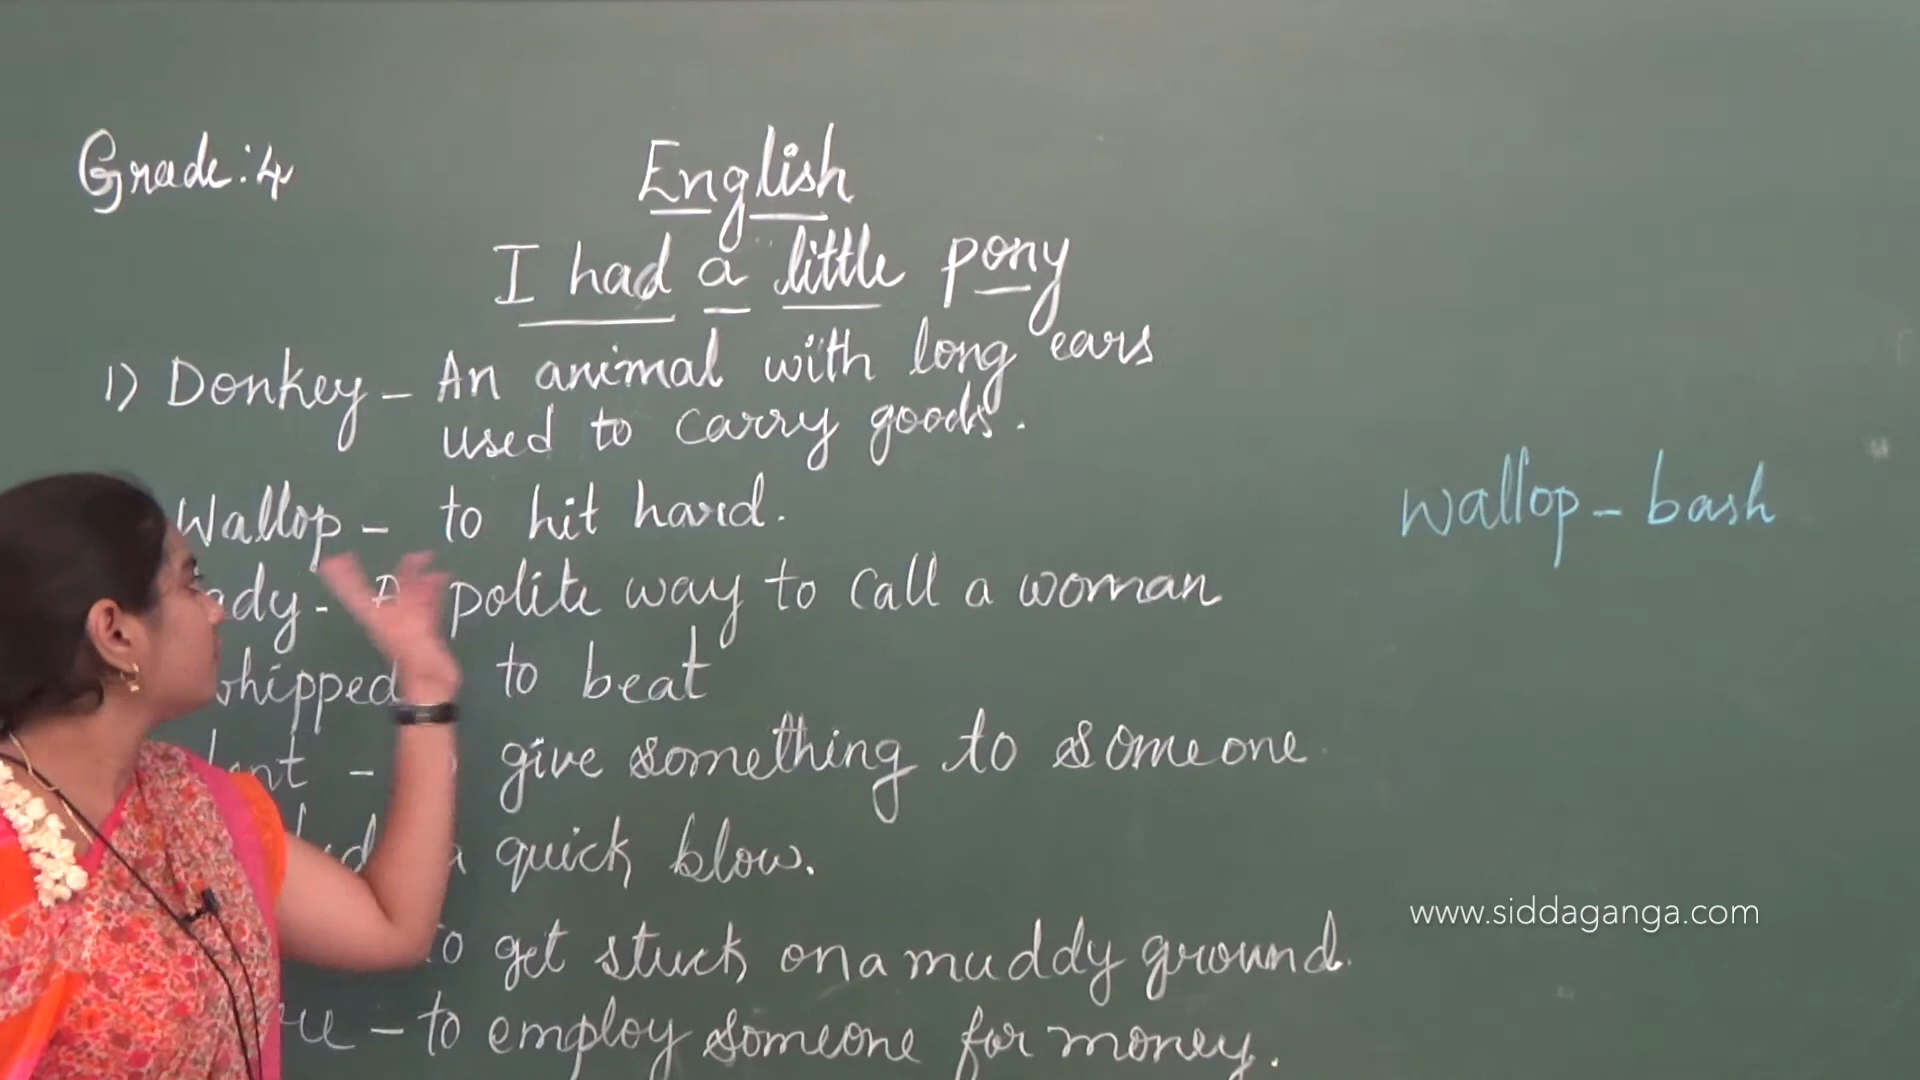 Grade:4
English
I had a little pony
1) Donkey - An animal with long ears
used to carry goods.
Wallop - to hit hard.
wallop - bash
polite way to call a woman
whipped to beat
give something to someone
quick blow.
www.siddaganga.com
to get stuck on a muddy ground.
- to employ someone for money.